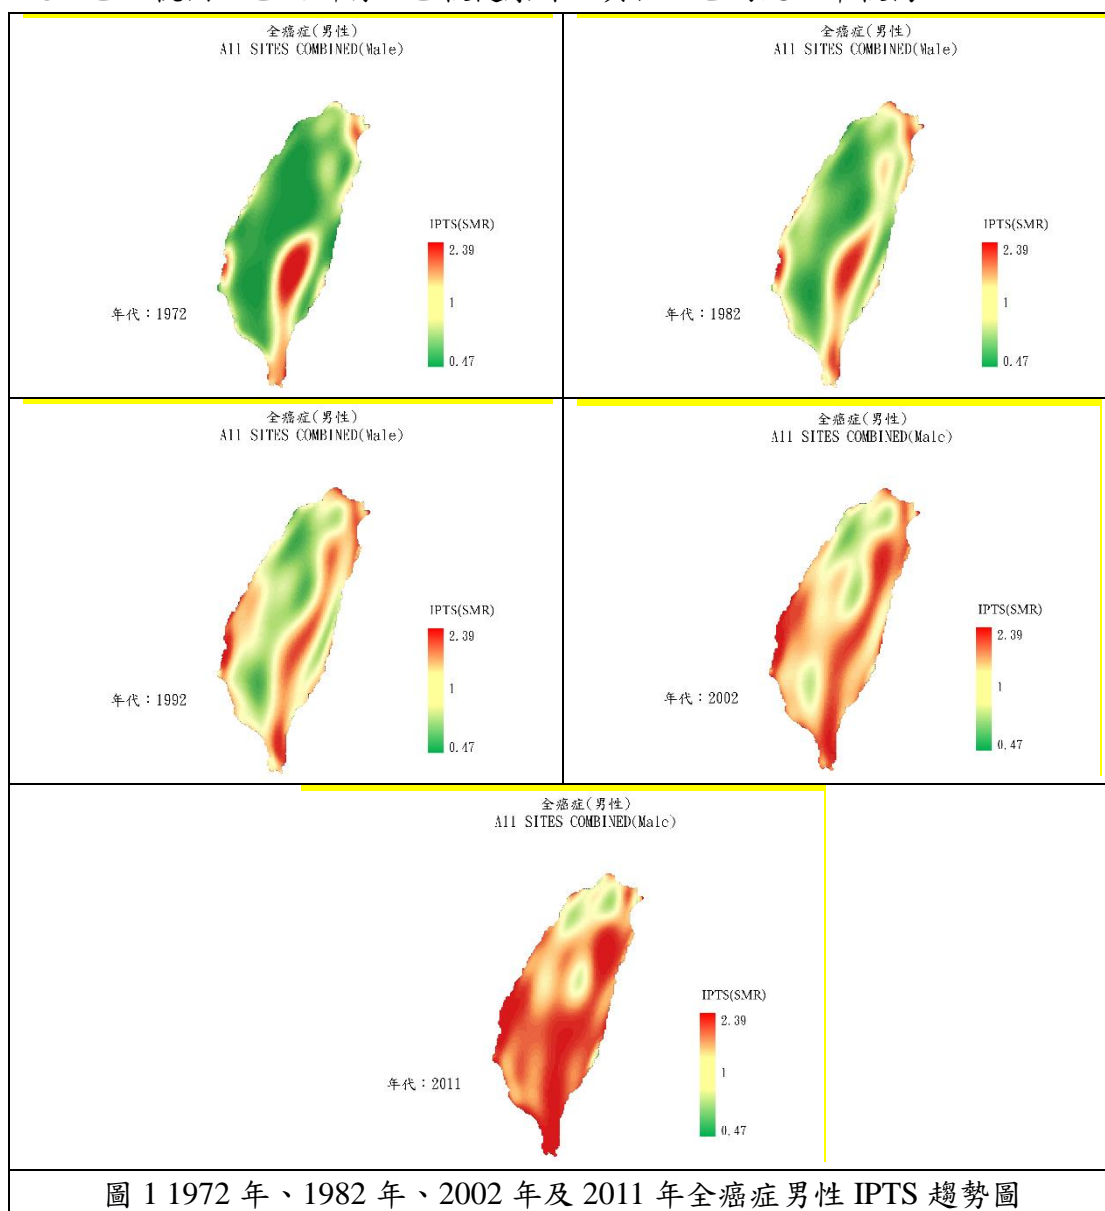 全癌症(男性)
All SITES COMBINED(Male)
IPTS(SMR)
2.39
1
0.47
年代：1972
全癌症(男性)
All SITES COMBINED(Male)
IPTS(SMR)
2.39
1
0.47
年代：1982
全癌症(男性)
All SITES COMBINED(Male)
IPTS(SMR)
2.39
1
0.47
年代：1992
全癌症(男性)
All SITES COMBINED(Male)
IPTS(SMR)
2.39
1
0.47
年代：2002
全癌症(男性)
All SITES COMBINED(Male)
IPTS(SMR)
2.39
1
0.47
年代：2011
圖 1 1972 年、1982 年、2002 年及 2011 年全癌症男性 IPTS 趨勢圖